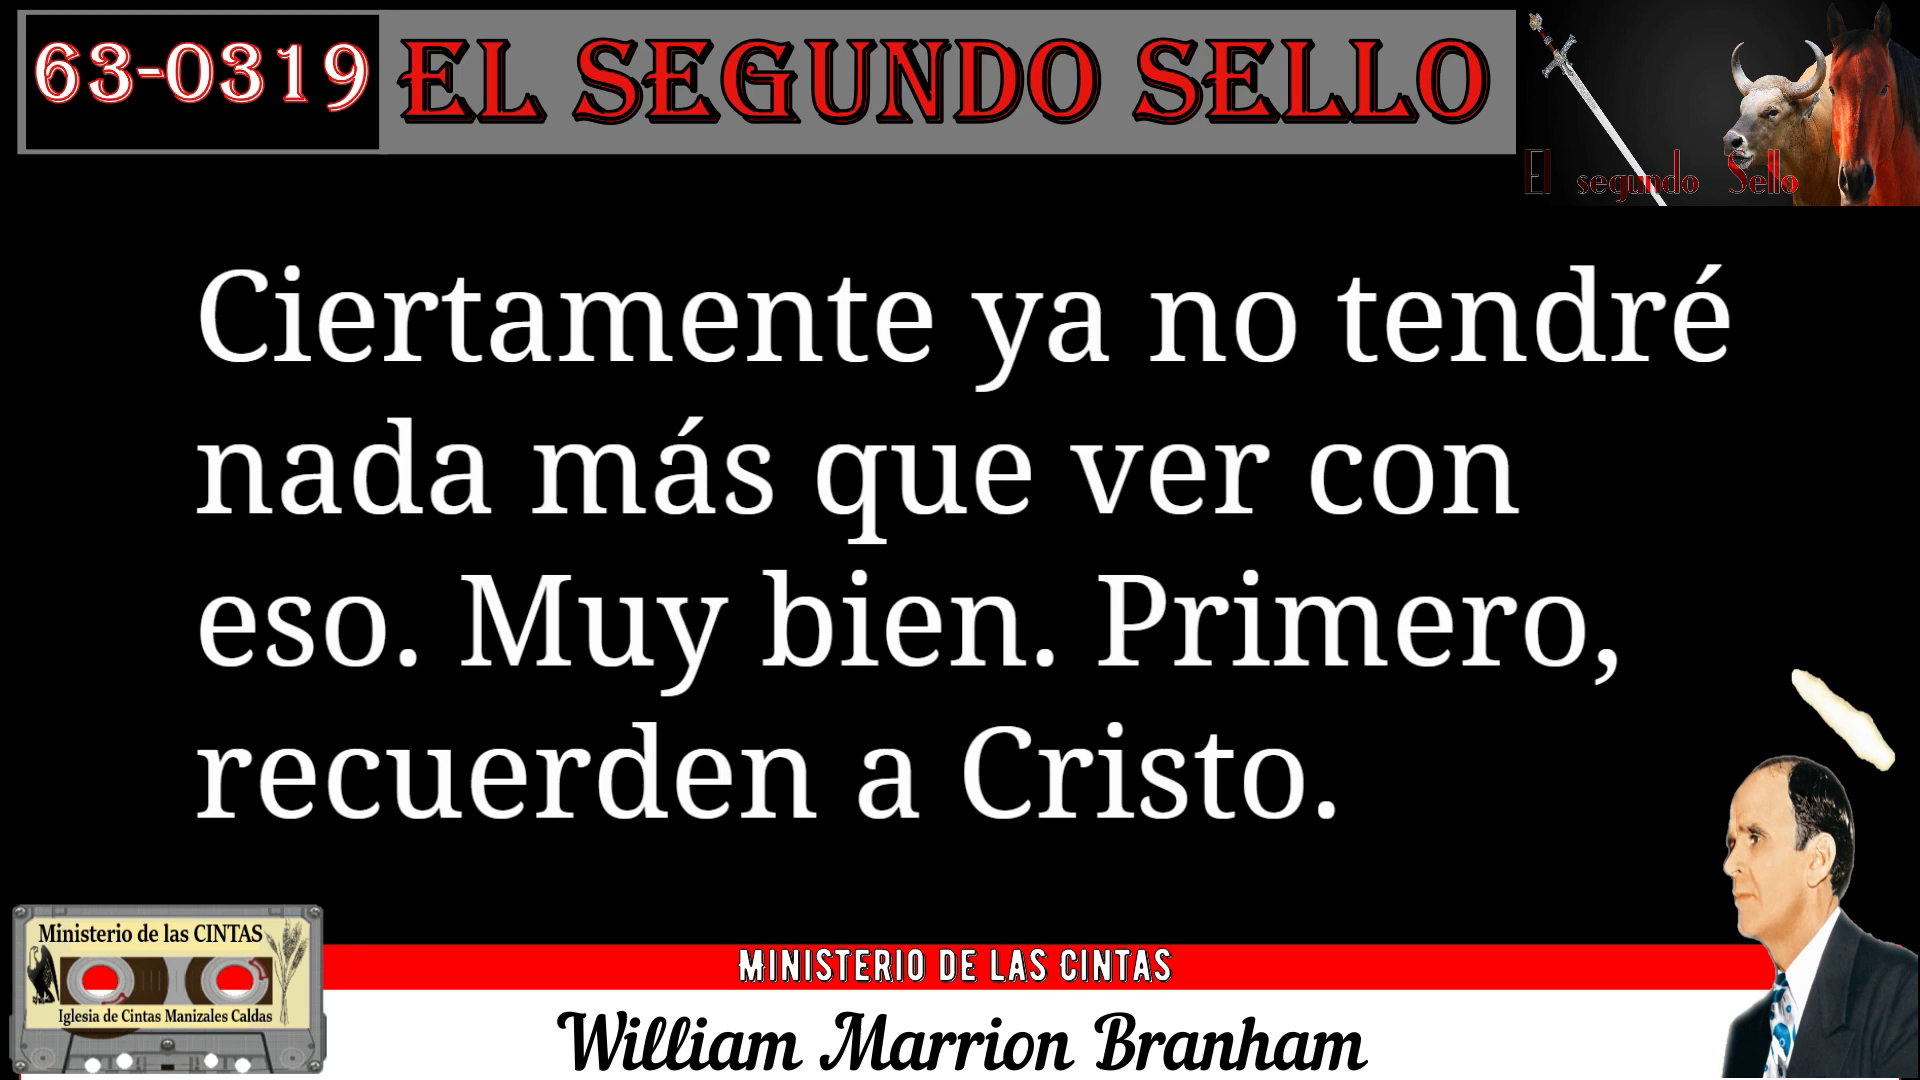 63-0319 EL SEGUNDO SELLO
El segundo Sello
Ciertamente ya no tendré
nada más que ver con
eso. Muy bien. Primero,
recuerden a Cristo.
Ministerio de las CINTAS
Iglesia de Cintas Manizales Caldas
MINISTERIO DE LAS CINTAS
William Marrion Branham